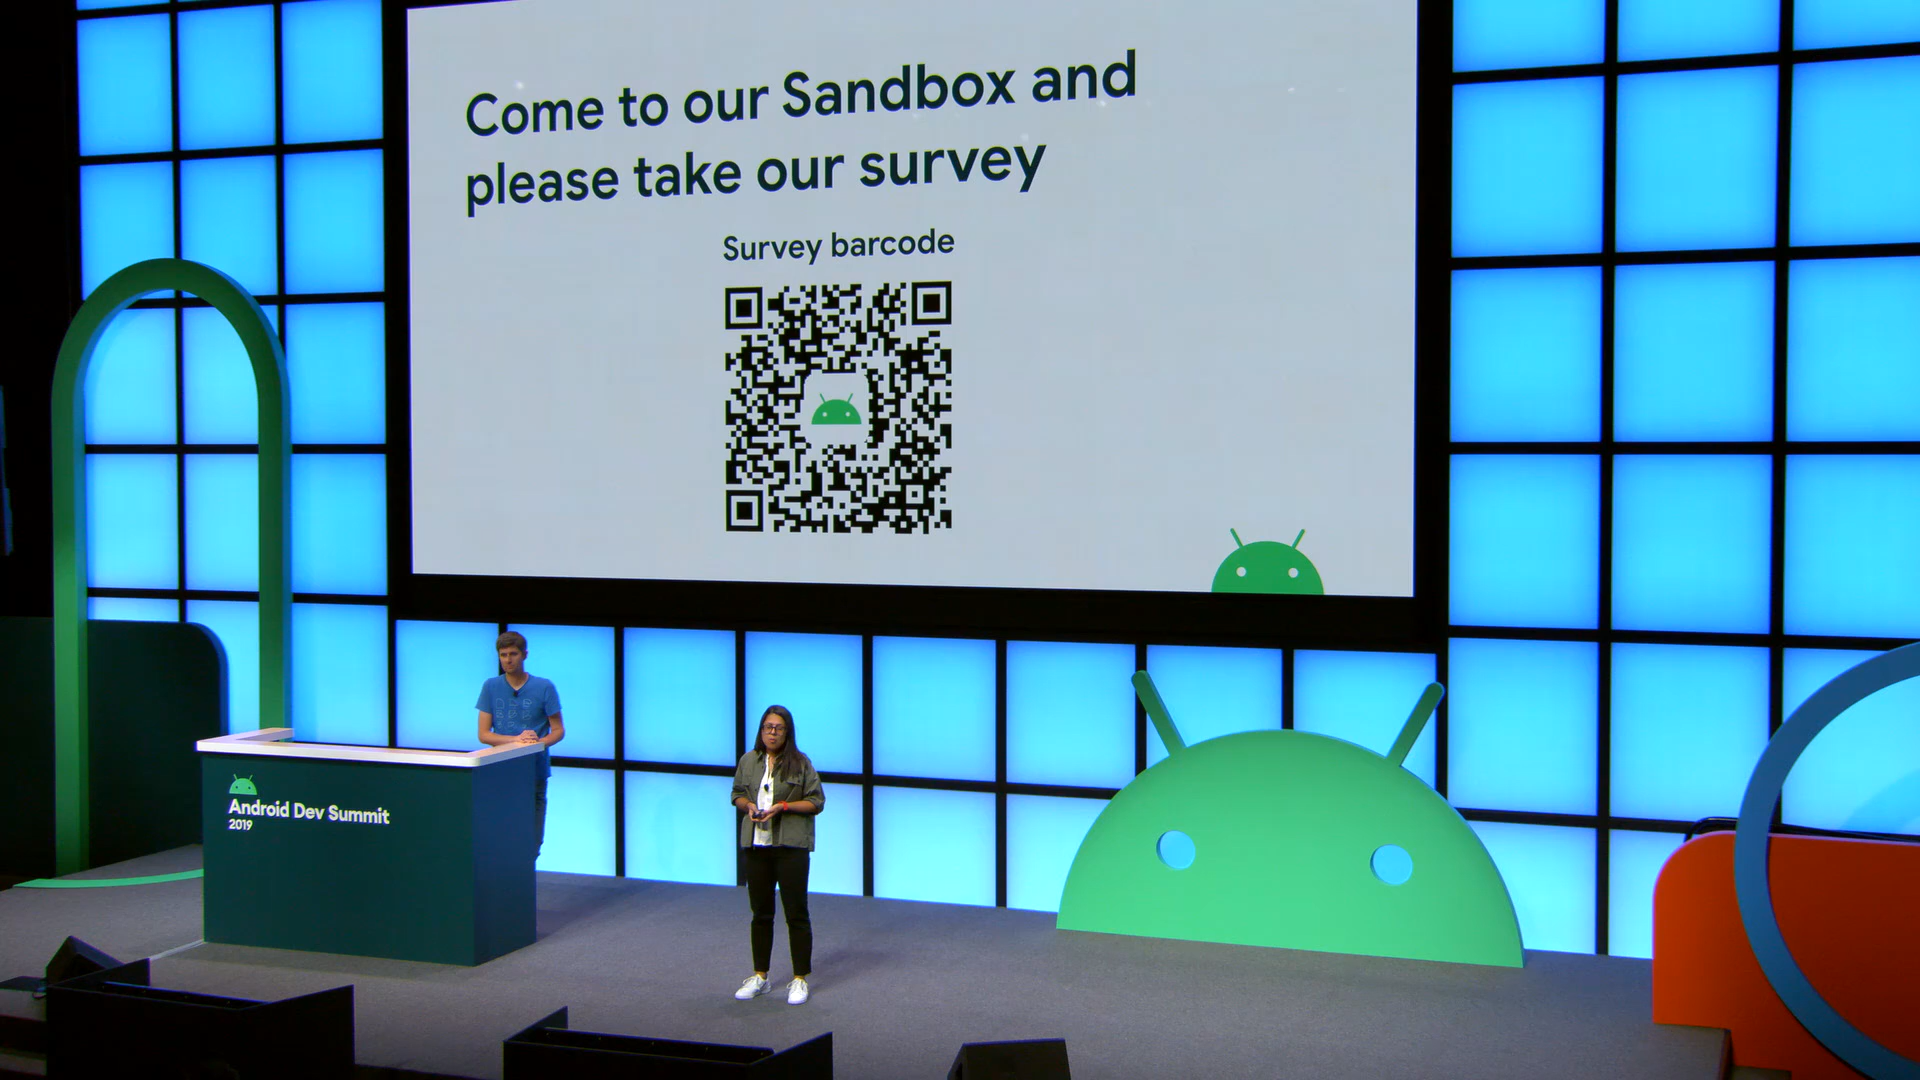 Come to our Sandbox and
please take our survey
Survey barcode
Android Dev Summit
2019